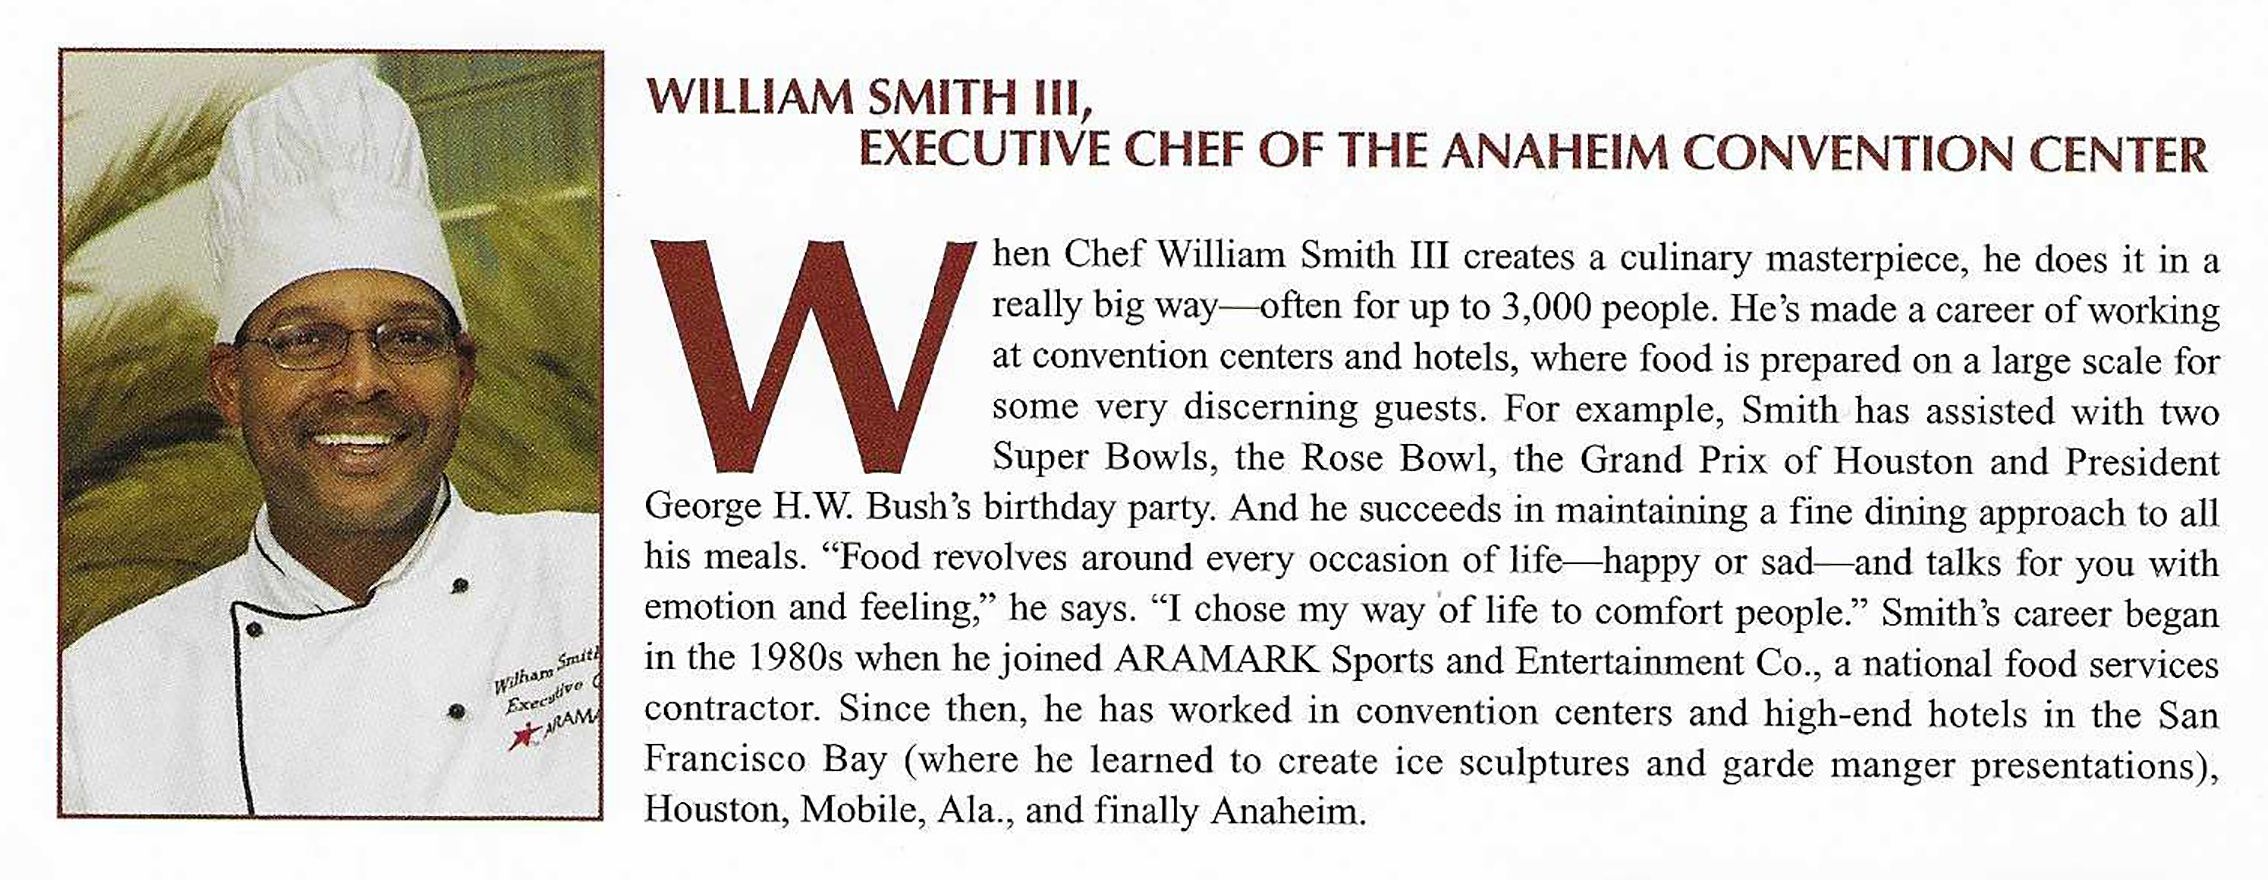 WILLIAM SMITH III,
EXECUTIVE CHEF OF THE ANAHEIM CONVENTION CENTER
When Chef William Smith III creates a culinary masterpiece, he does it in a
really big way—often for up to 3,000 people. He's made a career of working
at convention centers and hotels, where food is prepared on a large scale for
some very discerning guests. For example, Smith has assisted with two
Super Bowls, the Rose Bowl, the Grand Prix of Houston and President
George H.W. Bush's birthday party. And he succeeds in maintaining a fine dining approach to all
his meals. “Food revolves around every occasion of life—happy or sad—and talks for you with
emotion and feeling,” he says. “I chose my way of life to comfort people.” Smith's career began
in the 1980s when he joined ARAMARK Sports and Entertainment Co., a national food services
contractor. Since then, he has worked in convention centers and high-end hotels in the San
Francisco Bay (where he learned to create ice sculptures and garde manger presentations),
Houston, Mobile, Ala., and finally Anaheim.
William Smith
Executive C
ARAMA